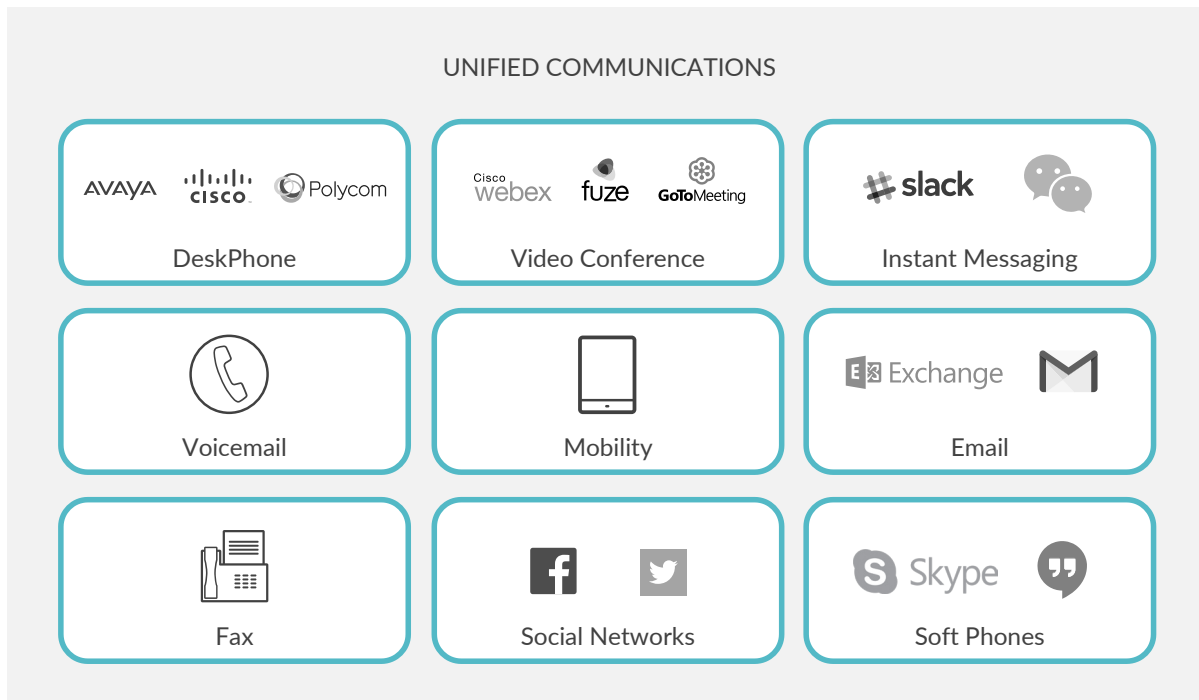 UNIFIED COMMUNICATIONS
AVAYA
CISCO
Polycom
DeskPhone
Cisco
webex
fuze
GoToMeeting
Video Conference
slack
Instant Messaging
Voicemail
Mobility
E Exchange
Email
Fax
f
Social Networks
S Skype
Soft Phones